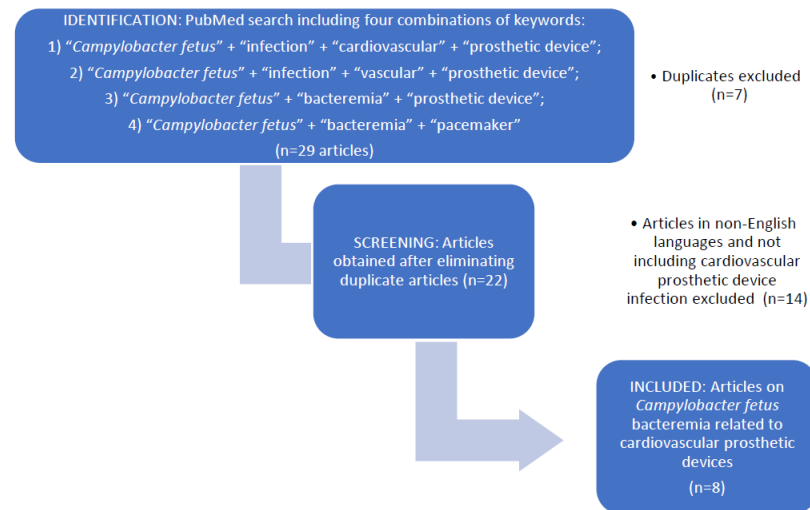 IDENTIFICATION: PubMed search including four combinations of keywords:
1) “Campylobacter fetus” + “infection” + “cardiovascular” + “prosthetic device”;
2) “Campylobacter fetus” + “infection” + “vascular” + “prosthetic device”;
3) “Campylobacter fetus” + “bacteremia” + “prosthetic device”;
4) “Campylobacter fetus” + “bacteremia” + “pacemaker”
(n=29 articles)
• Duplicates excluded
(n=7)
SCREENING: Articles
obtained after eliminating
duplicate articles (n=22)
• Articles in non-English
languages and not
including cardiovascular
prosthetic device
infection excluded (n=14)
INCLUDED: Articles on
Campylobacter fetus
bacteremia related to
cardiovascular prosthetic
devices
(n=8)